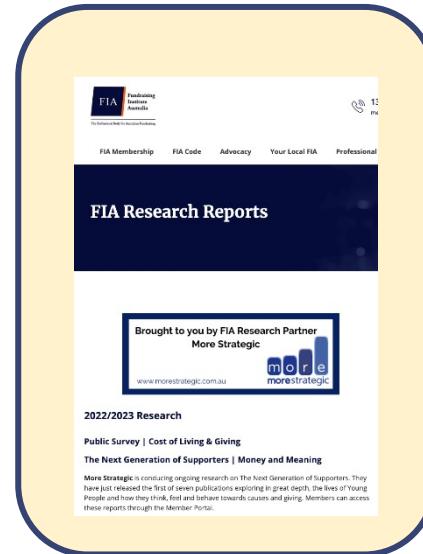 FIA
Fundraising
Institute
Australia
13
FIA Membership FIA Code Advocacy Your Local FIA Professional
FIA Research Reports
Brought to you by FIA Research Partner
More Strategic
more
www.morestrategic.com.au
morestrategic
2022/2023 Research
Public Survey | Cost of Living & Giving
The Next Generation of Supporters | Money and Meaning
More Strategic is conducing ongoing research on The Next Generation of Supporters. They
have just released the first of seven publications exploring in great depth, the lives of Young
People and how they think, feel and behave towards causes and giving. Members can access
these reports through the Member Portal.